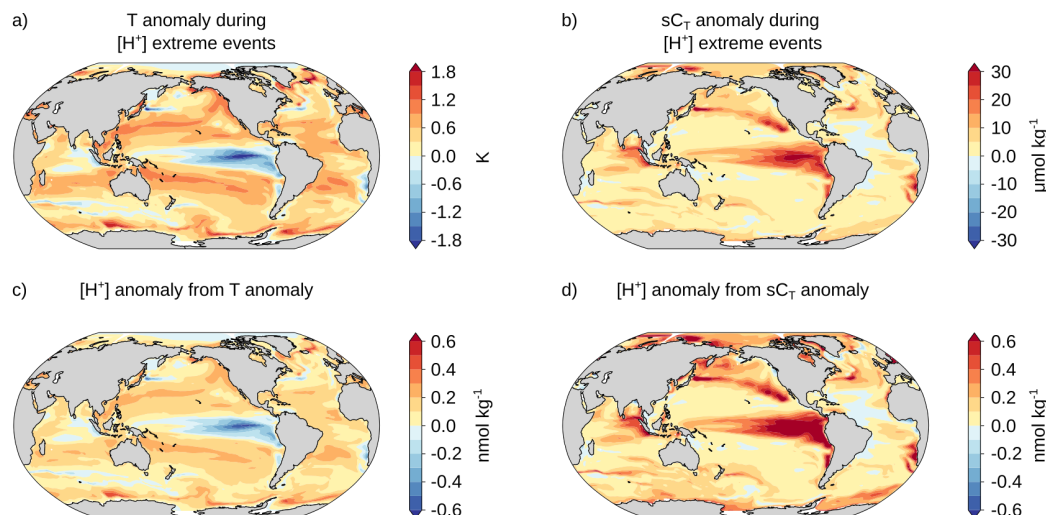 a) T anomaly during
[H⁺] extreme events
1.8
1.2
0.6
0.0
-0.6
-1.2
-1.8
K
b) sC_T anomaly during
[H⁺] extreme events
30
20
10
0
-10
-20
-30
µmol kg⁻¹
c) [H⁺] anomaly from T anomaly
0.6
0.4
0.2
0.0
-0.2
-0.4
-0.6
nmol kg⁻¹
d) [H⁺] anomaly from sC_T anomaly
0.6
0.4
0.2
0.0
-0.2
-0.4
-0.6
nmol kg⁻¹